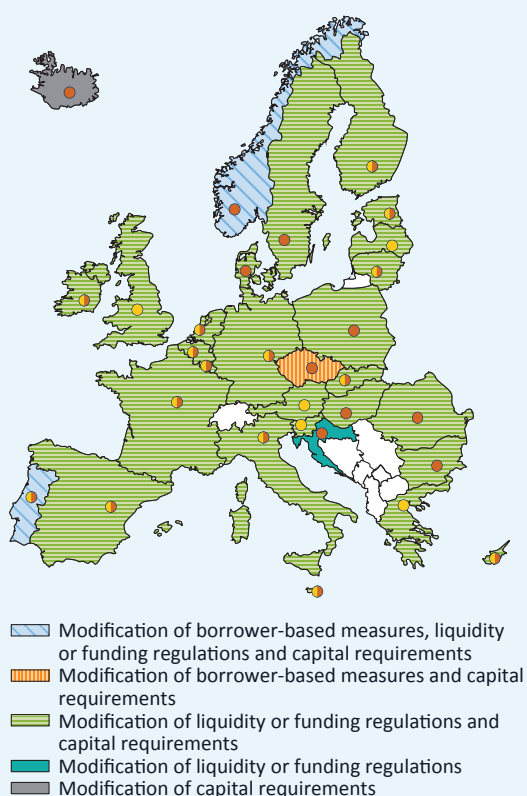 Modification of borrower-based measures, liquidity
or funding regulations and capital requirements
Modification of borrower-based measures and capital
requirements
Modification of liquidity or funding regulations and
capital requirements
Modification of liquidity or funding regulations
Modification of capital requirements